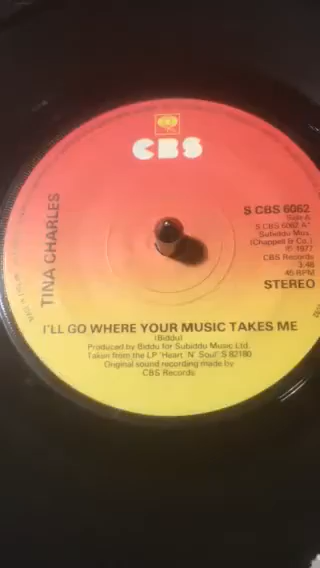 CBS
TINA CHARLES
S CBS 6062
Side A
S CBS 6062 A
Subiddu Mus.
(Chappell & Co.)
℗ 1977
CBS Records
3:46
45 RPM
STEREO
I'LL GO WHERE YOUR MUSIC TAKES ME
(Biddu)
Produced by Biddu for Subiddu Music Ltd.
Taken from the LP 'Heart 'N' Soul' S 82180
Original sound recording made by
CBS Records